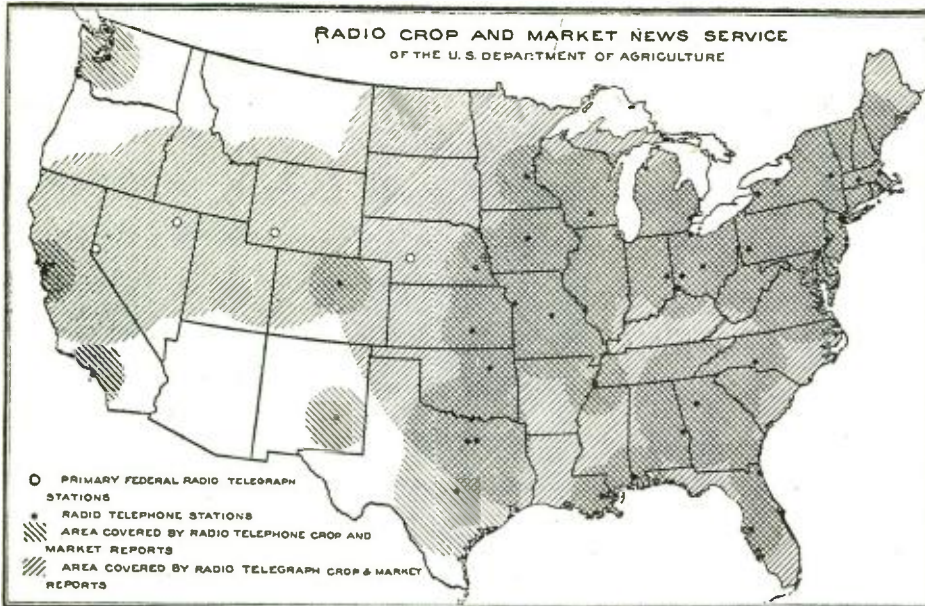 RADIO CROP AND MARKET NEWS SERVICE
OF THE U.S. DEPARTMENT OF AGRICULTURE
PRIMARY FEDERAL RADIO TELEGRAPH
STATIONS
RADIO TELEPHONE STATIONS
AREA COVERED BY RADIO TELEPHONE CROP AND
MARKET REPORTS
AREA COVERED BY RADIO TELEGRAPH CROP & MARKET
REPORTS